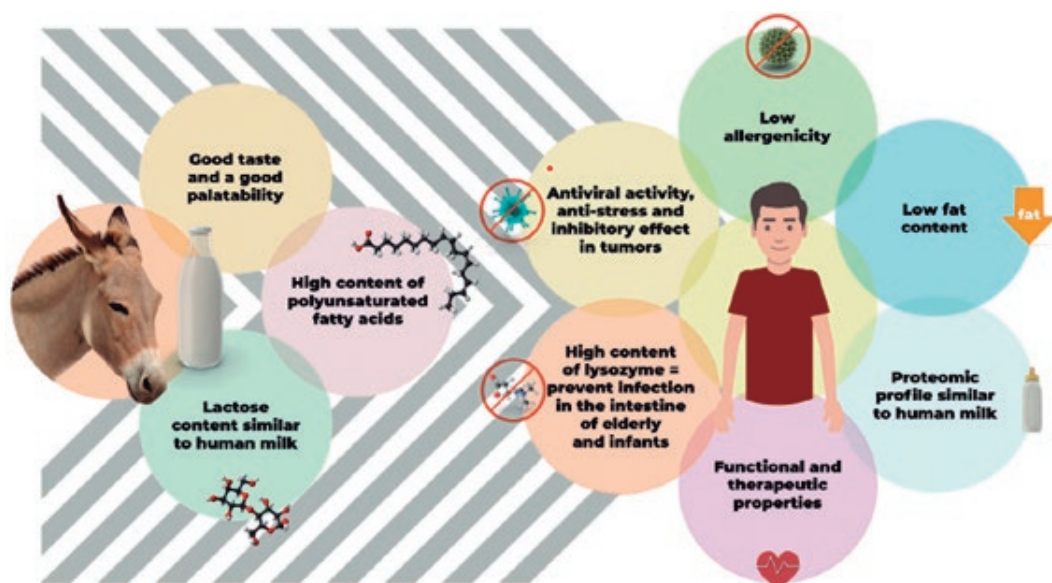 Good taste
and a good
palatability
High content of
polyunsaturated
fatty acids
Lactose
content similar
to human milk
Low
allergenicity
Antiviral activity,
anti-stress and
inhibitory effect
in tumors
Low fat
content
fat
High content
of lysozyme =
prevent infection
in the intestine
of elderly
and infants
Proteomic
profile similar
to human milk
Functional and
therapeutic
properties